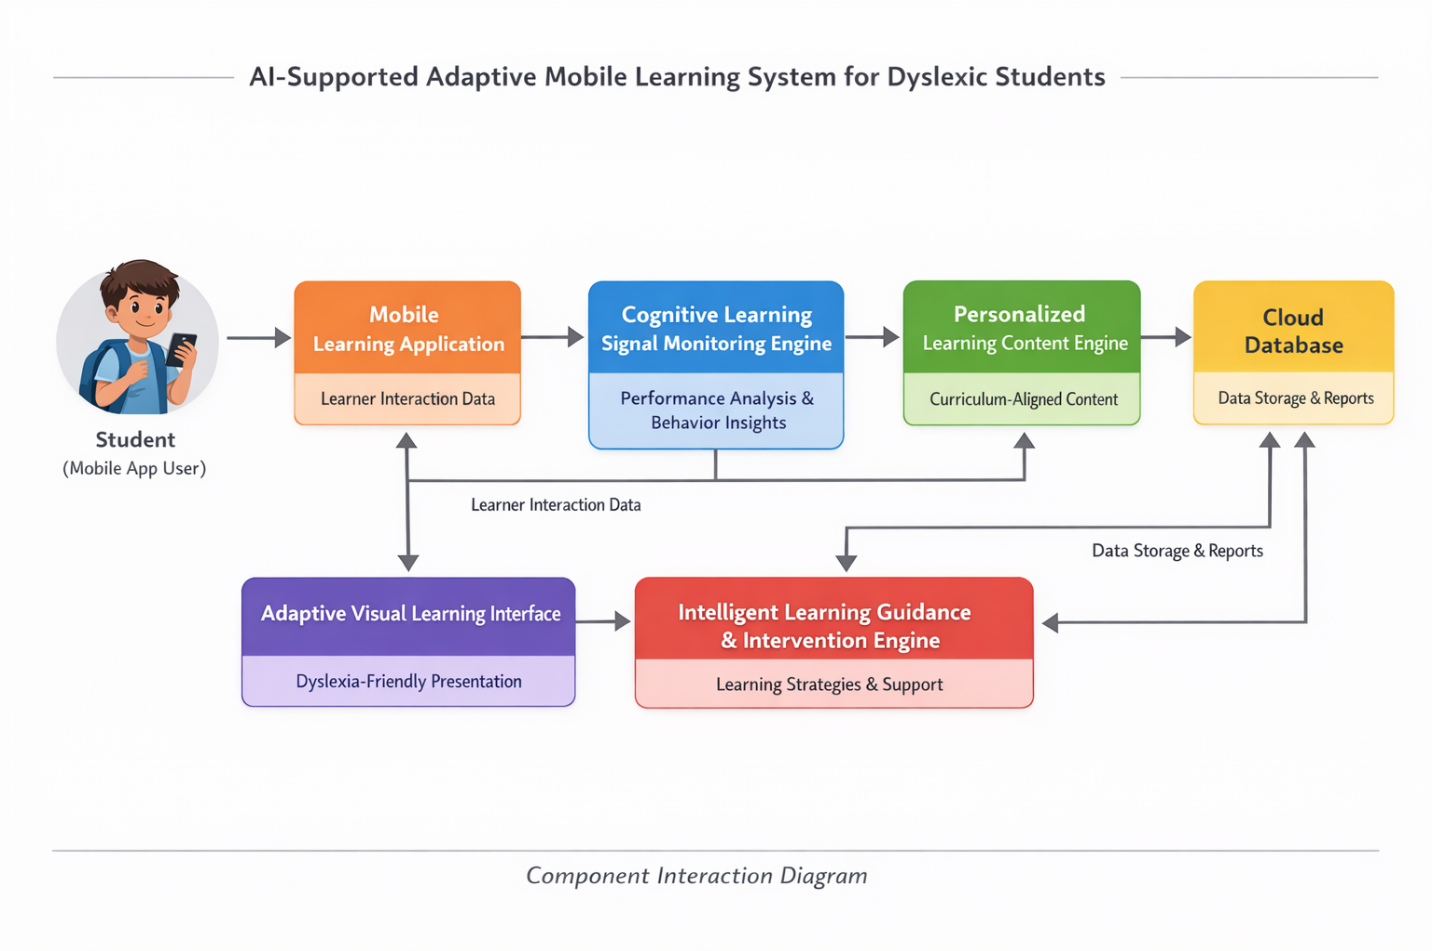 AI-Supported Adaptive Mobile Learning System for Dyslexic Students
Student
(Mobile App User)
Mobile
Learning Application
Learner Interaction Data
Cognitive Learning
Signal Monitoring Engine
Performance Analysis &
Behavior Insights
Personalized
Learning Content Engine
Curriculum-Aligned Content
Cloud
Database
Data Storage & Reports
Learner Interaction Data
Data Storage & Reports
Adaptive Visual Learning Interface
Dyslexia-Friendly Presentation
Intelligent Learning Guidance
& Intervention Engine
Learning Strategies & Support
Component Interaction Diagram